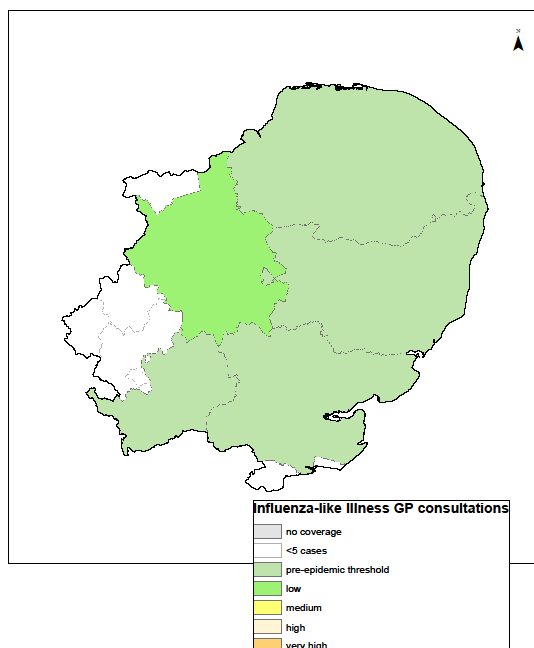 N
Influenza-like Illness GP consultations
no coverage
<5 cases
pre-epidemic threshold
low
medium
high
very high